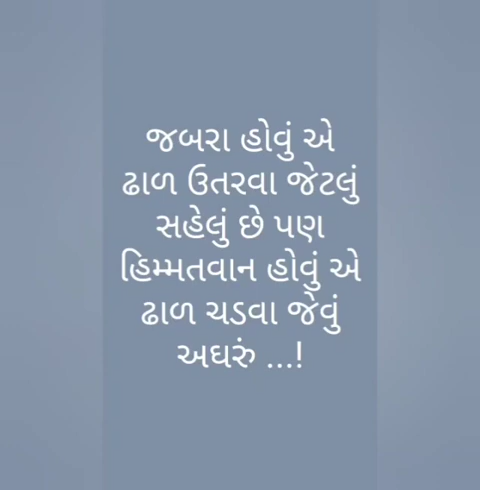 જબરા હોવું એ
ઢાળ ઉતરવા જેટલું
સહેલું છે પણ
હિમ્મતવાન હોવું એ
ઢાળ ચડવા જેવું
અઘરું ...!